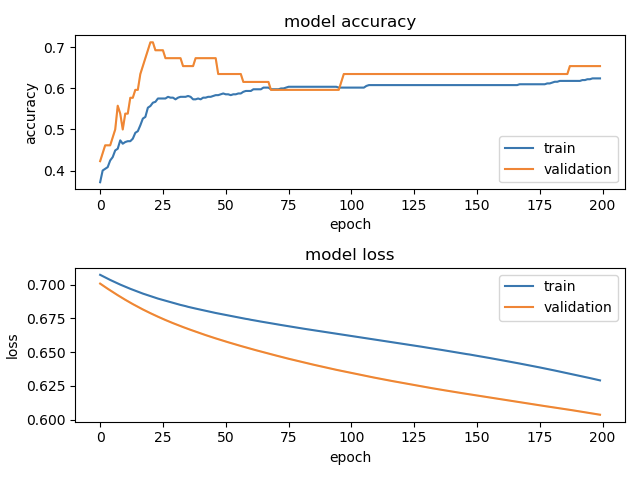 model accuracy
0.7
0.6
0.5
0.4
accuracy
train
validation
0 25 50 75 100 125 150 175 200
epoch
model loss
0.700
0.675
0.650
0.625
0.600
loss
train
validation
0 25 50 75 100 125 150 175 200
epoch